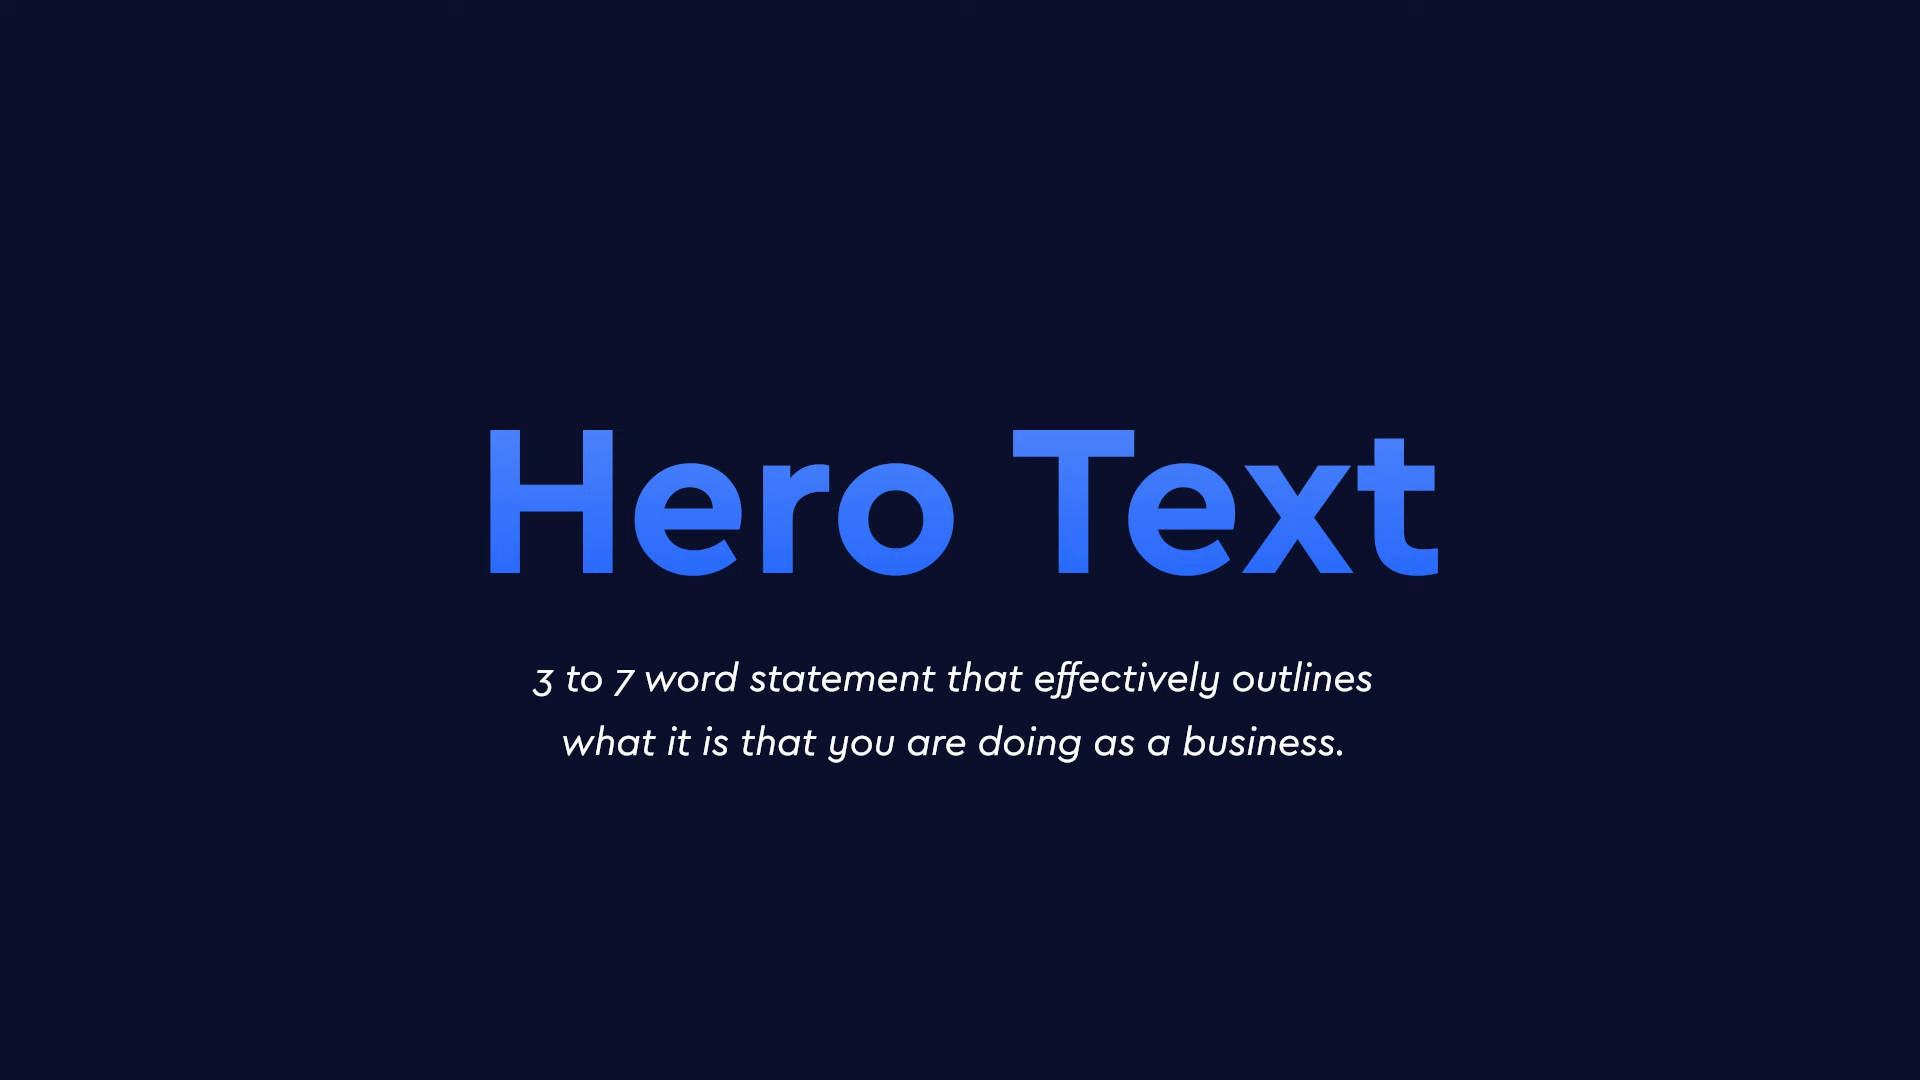 Hero Text
3 to 7 word statement that effectively outlines
what it is that you are doing as a business.